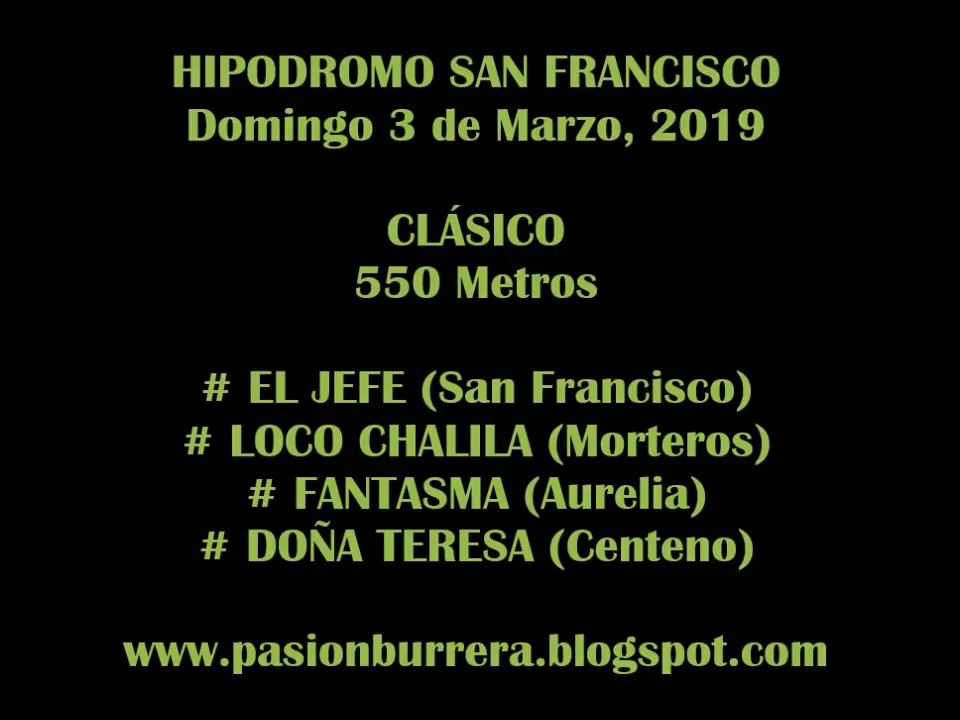 HIPODROMO SAN FRANCISCO
Domingo 3 de Marzo, 2019
CLÁSICO
550 Metros
# EL JEFE (San Francisco)
# LOCO CHALILA (Morteros)
# FANTASMA (Aurelia)
# DOÑA TERESA (Centeno)
www.pasionburrera.blogspot.com